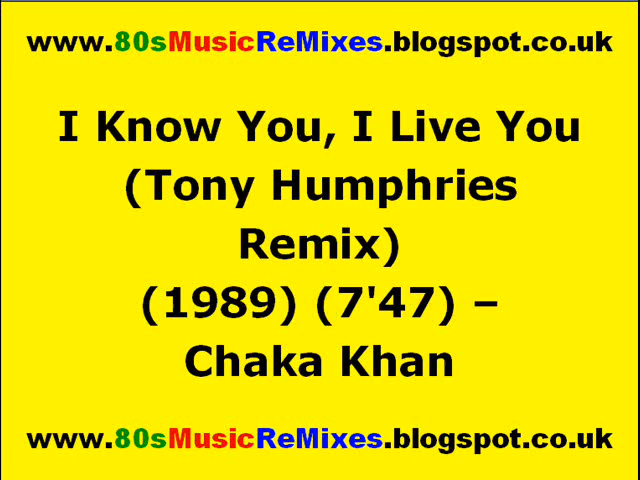 www.80sMusicReMixes.blogspot.co.uk
I Know You, I Live You
(Tony Humphries
Remix)
(1989) (7'47) –
Chaka Khan
www.80sMusicReMixes.blogspot.co.uk